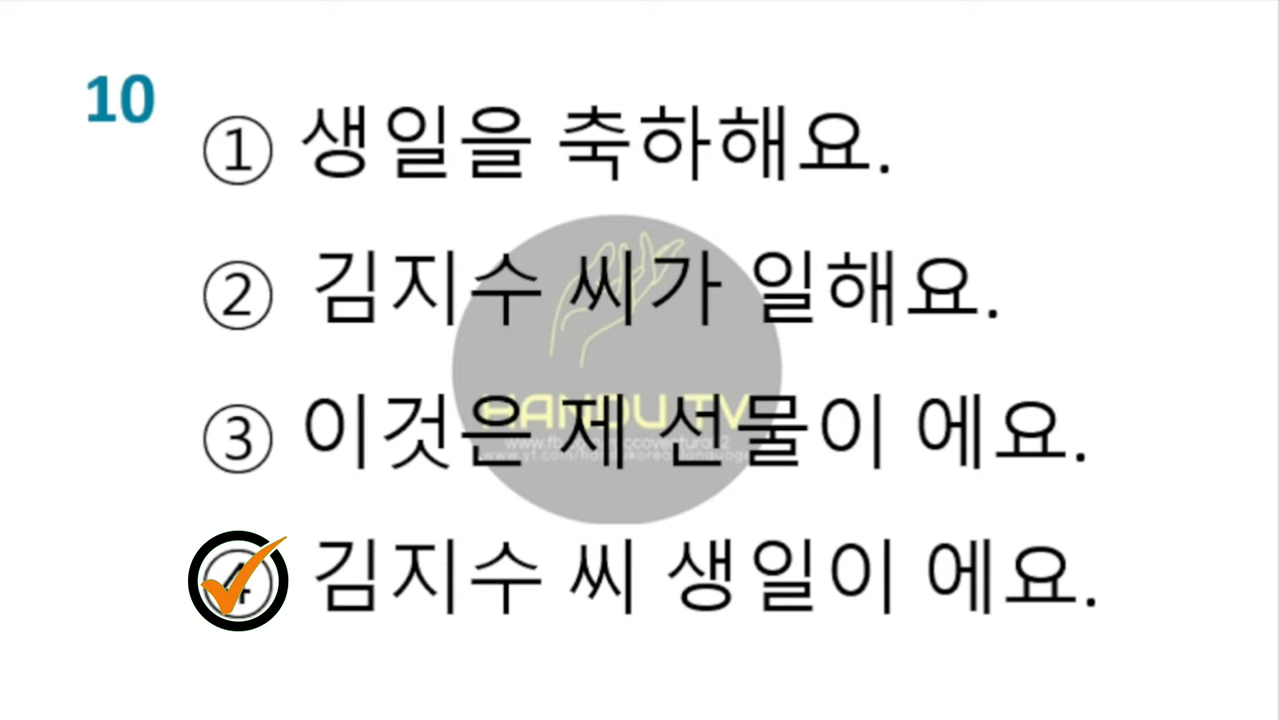 10
① 생일을 축하해요.
② 김지수 씨가 일해요.
③ 이것은 제 선물이 에요.
④ 김지수 씨 생일이 에요.
HANDU TV